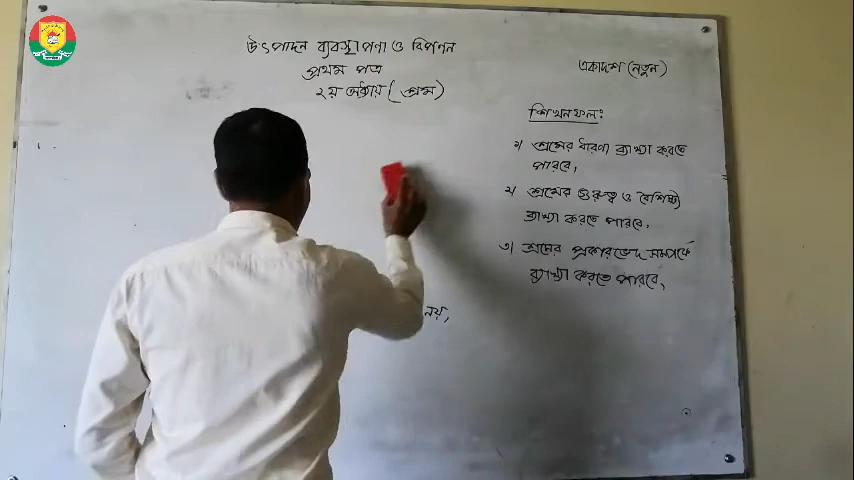 উৎপাদন ব্যবস্থাপনা ও বিপণন
প্রথম পত্র
২য় অধ্যায় (শ্রম)
একাদশ (নতুন)
শিখনফল:
১) শ্রমের ধারণা ব্যাখ্যা করতে
পারবে,
২) শ্রমের গুরুত্ব ও বৈশিষ্ট্য
ব্যাখ্যা করতে পারবে,
৩) শ্রমের প্রকারভেদ সম্পর্কে
ব্যাখ্যা করতে পারবে,
নয়,